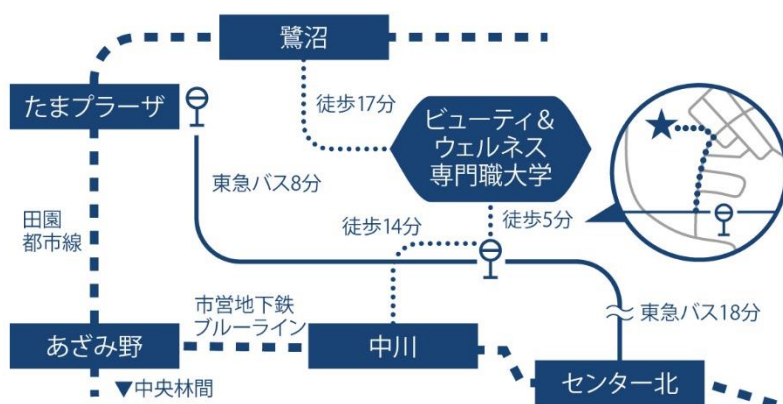 鷺沼
たまプラーザ
徒歩17分
ビューティ＆
ウェルネス
専門職大学
東急バス8分
田園
都市線
徒歩14分
徒歩5分
市営地下鉄
ブルーライン
東急バス18分
あざみ野
中川
センター北
▼中央林間